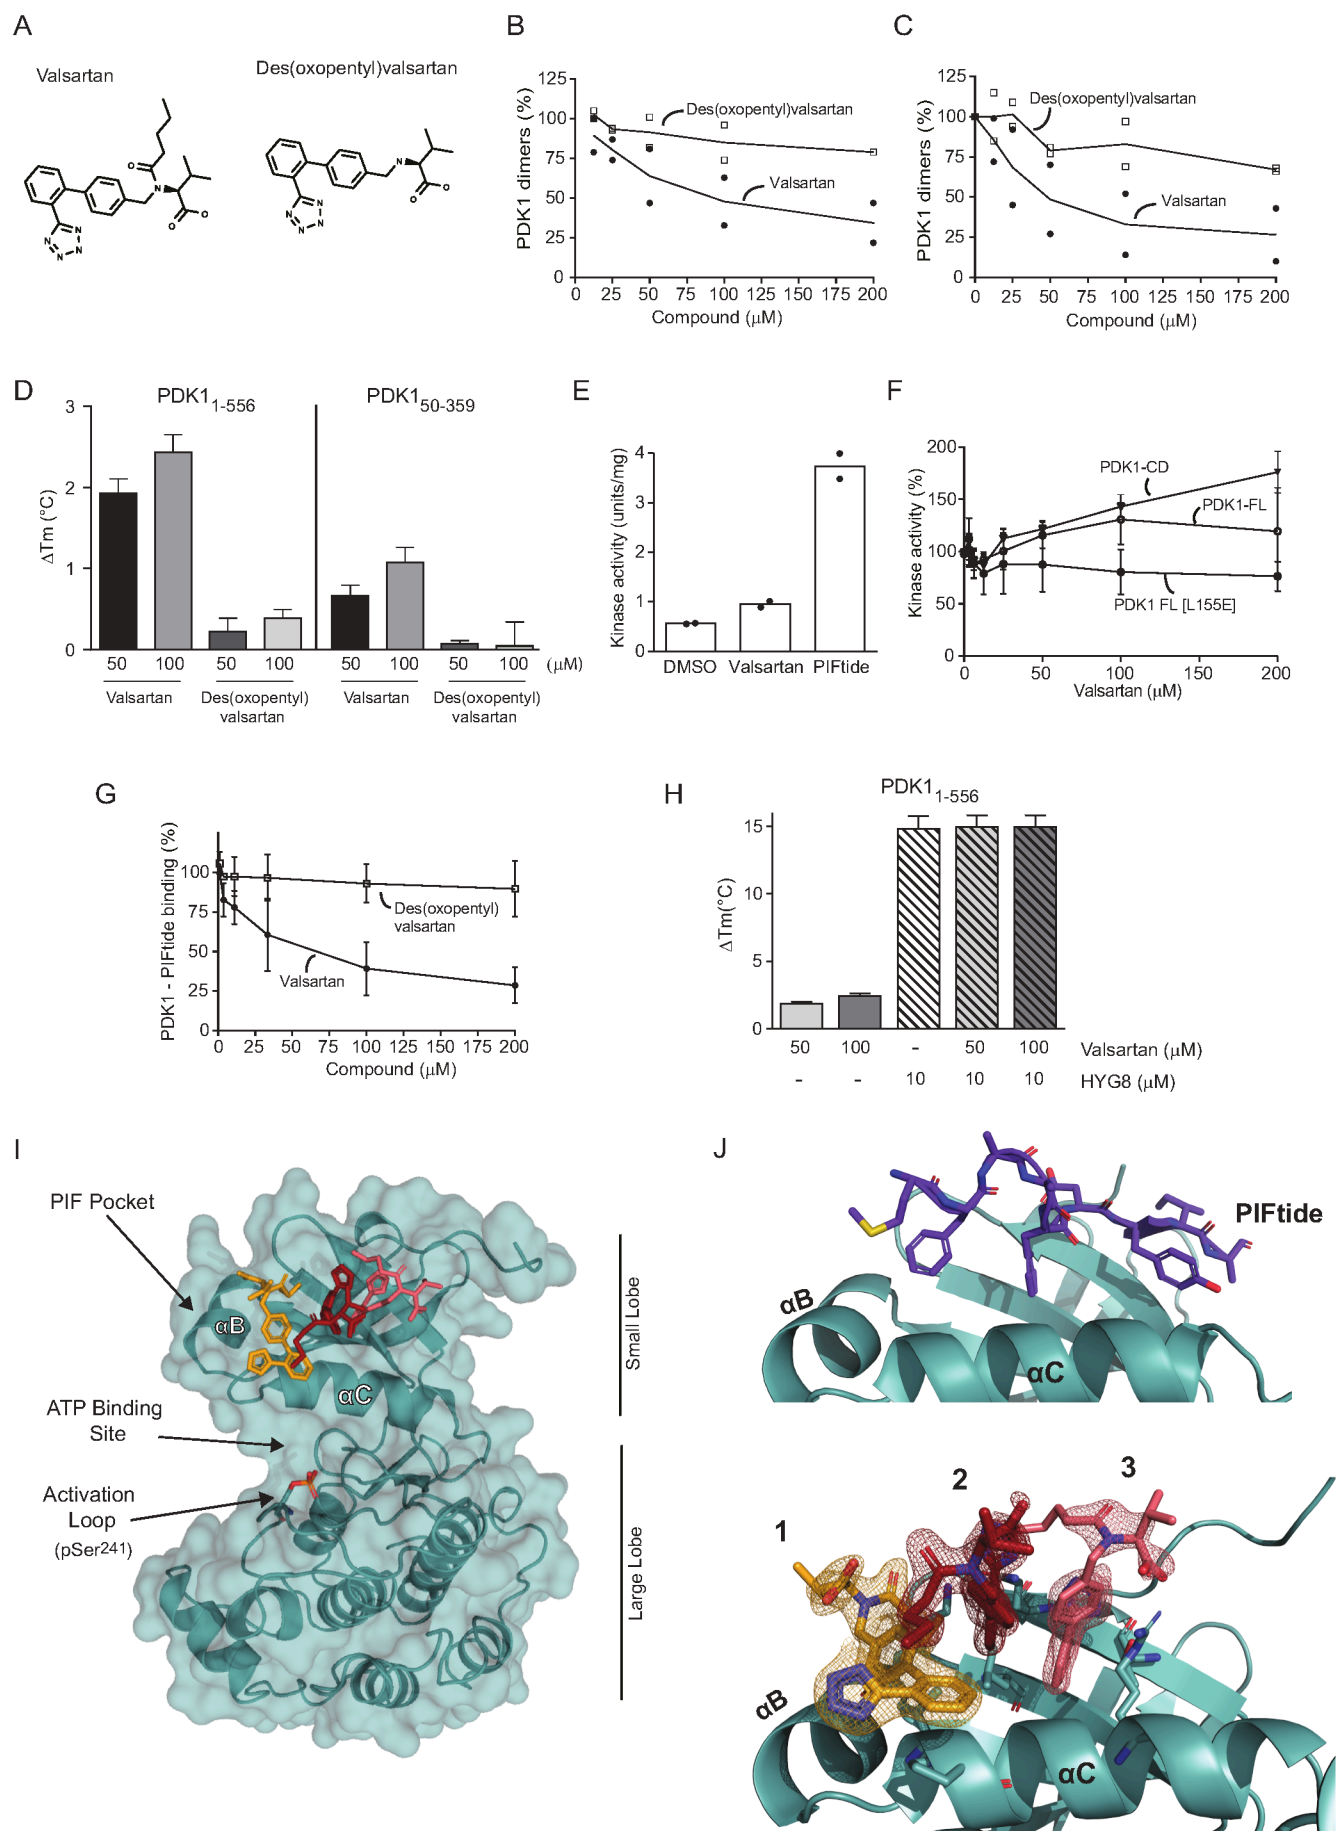 A
Valsartan
Des(oxopentyl)valsartan
O
N
O
O
N
N
N
N
N
O
O
N
N
N
N
B
PDK1 dimers (%)
125
100
75
50
25
0
Des(oxopentyl)valsartan
Valsartan
0 25 50 75 100 125 150 175 200
Compound (μM)
C
PDK1 dimers (%)
125
100
75
50
25
0
Des(oxopentyl)valsartan
Valsartan
0 25 50 75 100 125 150 175 200
Compound (μM)
D
PDK1 1-556
PDK1 50-359
ΔTm (°C)
3
2
1
0
50 100 50 100 50 100 50 100 (μM)
Valsartan
Des(oxopentyl)
valsartan
Valsartan
Des(oxopentyl)
valsartan
E
Kinase activity (units/mg)
4
3
2
1
0
DMSO Valsartan PIFtide
F
Kinase activity (%)
200
150
100
50
0
PDK1-CD
PDK1-FL
PDK1 FL [L155E]
0 50 100 150 200
Valsartan (μM)
G
PDK1 - PIFtide binding (%)
100
75
50
25
0
Des(oxopentyl)
valsartan
Valsartan
0 25 50 75 100 125 150 175 200
Compound (μM)
H
PDK1 1-556
ΔTm(°C)
15
10
5
0
50 100 - 50 100 Valsartan (μM)
- - 10 10 10 HYG8 (μM)
I
PIF Pocket
αB
αC
ATP Binding
Site
Activation
Loop
(pSer241)
Small Lobe
Large Lobe
J
PIFtide
αB
αC
1
2
3
αB
αC